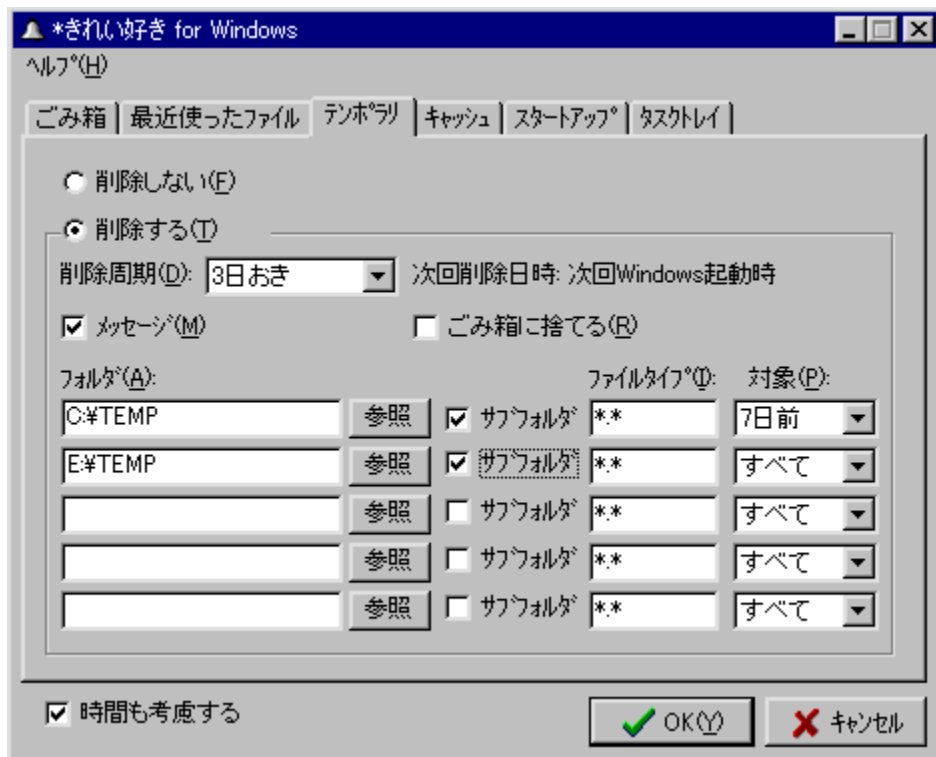 *きれい好き for Windows
ﾍﾙﾌﾟ(H)
ごみ箱 最近使ったﾌｧｲﾙ ﾃﾝﾎﾟﾗﾘ ｷｬｯｼｭ ｽﾀｰﾄｱｯﾌﾟ ﾀｽｸﾄﾚｲ
削除しない(F)
削除する(T)
削除周期(D): 3日おき 次回削除日時: 次回Windows起動時
ﾒｯｾｰｼﾞ(M) ごみ箱に捨てる(R)
ﾌｫﾙﾀﾞ(A): ﾌｧｲﾙﾀｲﾌﾟ(I): 対象(P):
C:¥TEMP 参照 ｻﾌﾞﾌｫﾙﾀﾞ *.* 7日前
E:¥TEMP 参照 ｻﾌﾞﾌｫﾙﾀﾞ *.* すべて
参照 ｻﾌﾞﾌｫﾙﾀﾞ *.* すべて
参照 ｻﾌﾞﾌｫﾙﾀﾞ *.* すべて
参照 ｻﾌﾞﾌｫﾙﾀﾞ *.* すべて
時間も考慮する OK(Y) ｷｬﾝｾﾙ